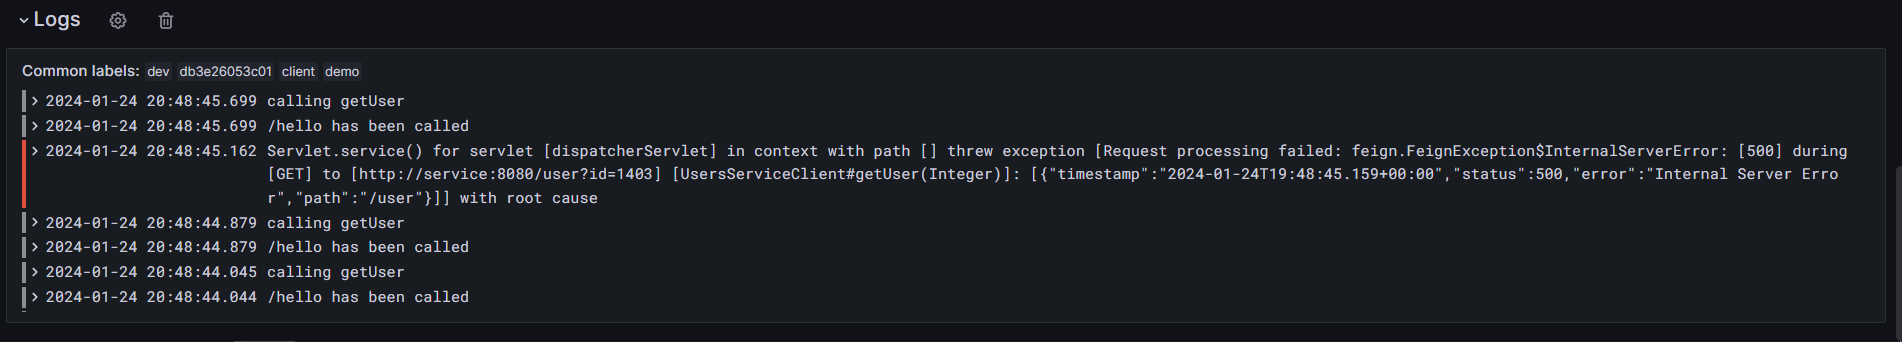 Logs
Common labels: dev db3e26053c01 client demo
2024-01-24 20:48:45.699 calling getUser
2024-01-24 20:48:45.699 /hello has been called
2024-01-24 20:48:45.162 Servlet.service() for servlet [dispatcherServlet] in context with path [] threw exception [Request processing failed: feign.FeignException$InternalServerError: [500] during
[GET] to [http://service:8080/user?id=1403] [UsersServiceClient#getUser(Integer)]: [{"timestamp":"2024-01-24T19:48:45.159+00:00","status":500,"error":"Internal Server Erro
r","path":"/user"}]] with root cause
2024-01-24 20:48:44.879 calling getUser
2024-01-24 20:48:44.879 /hello has been called
2024-01-24 20:48:44.045 calling getUser
2024-01-24 20:48:44.044 /hello has been called